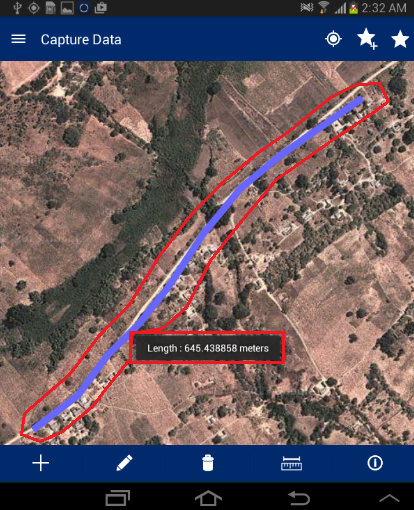 2:32 AM
Capture Data
Length : 645.438858 meters